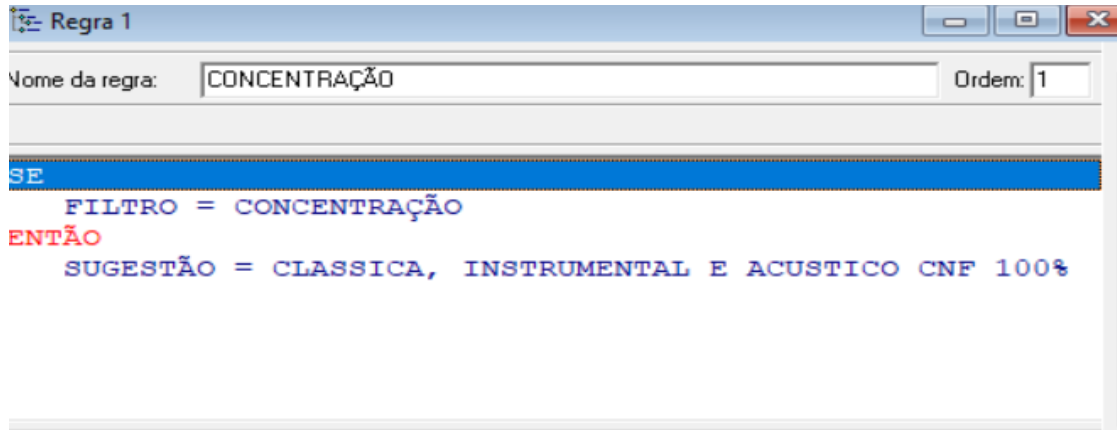 Regra 1
Nome da regra: CONCENTRAÇÃO Ordem: 1
SE
FILTRO = CONCENTRAÇÃO
ENTÃO
SUGESTÃO = CLASSICA, INSTRUMENTAL E ACUSTICO CNF 100%